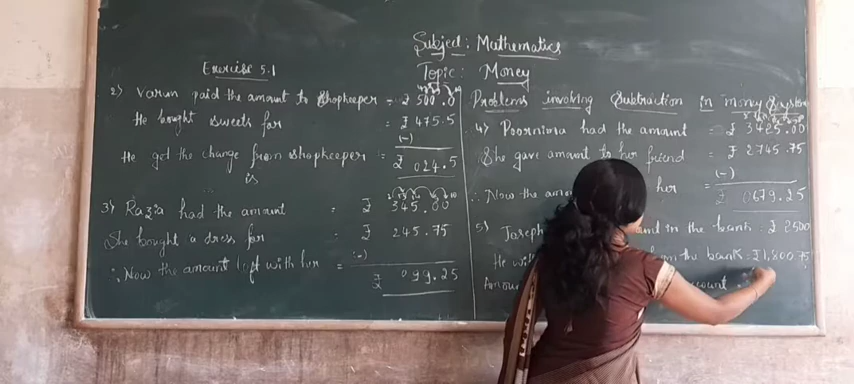 Subject: Mathematics
Topic: Money
Exercise 5.1
2) Varun paid the amount to shopkeeper = ₹ 500.0
He bought sweets for = ₹ 475.5
(-)
He got the change from shopkeeper = ₹ 024.5
is
3) Razia had the amount = ₹ 345.00
She bought a dress for = ₹ 245.75
(-)
∴ Now the amount left with her = ₹ 099.25
Problems involving Subtraction in money System
4) Poornima had the amount = ₹ 3425.00
She gave amount to her friend = ₹ 2745.75
(-)
∴ Now the her = ₹ 0679.25
5) Joseph in the bank = ₹ 2500
He the bank = ₹ 1,800.75
account =